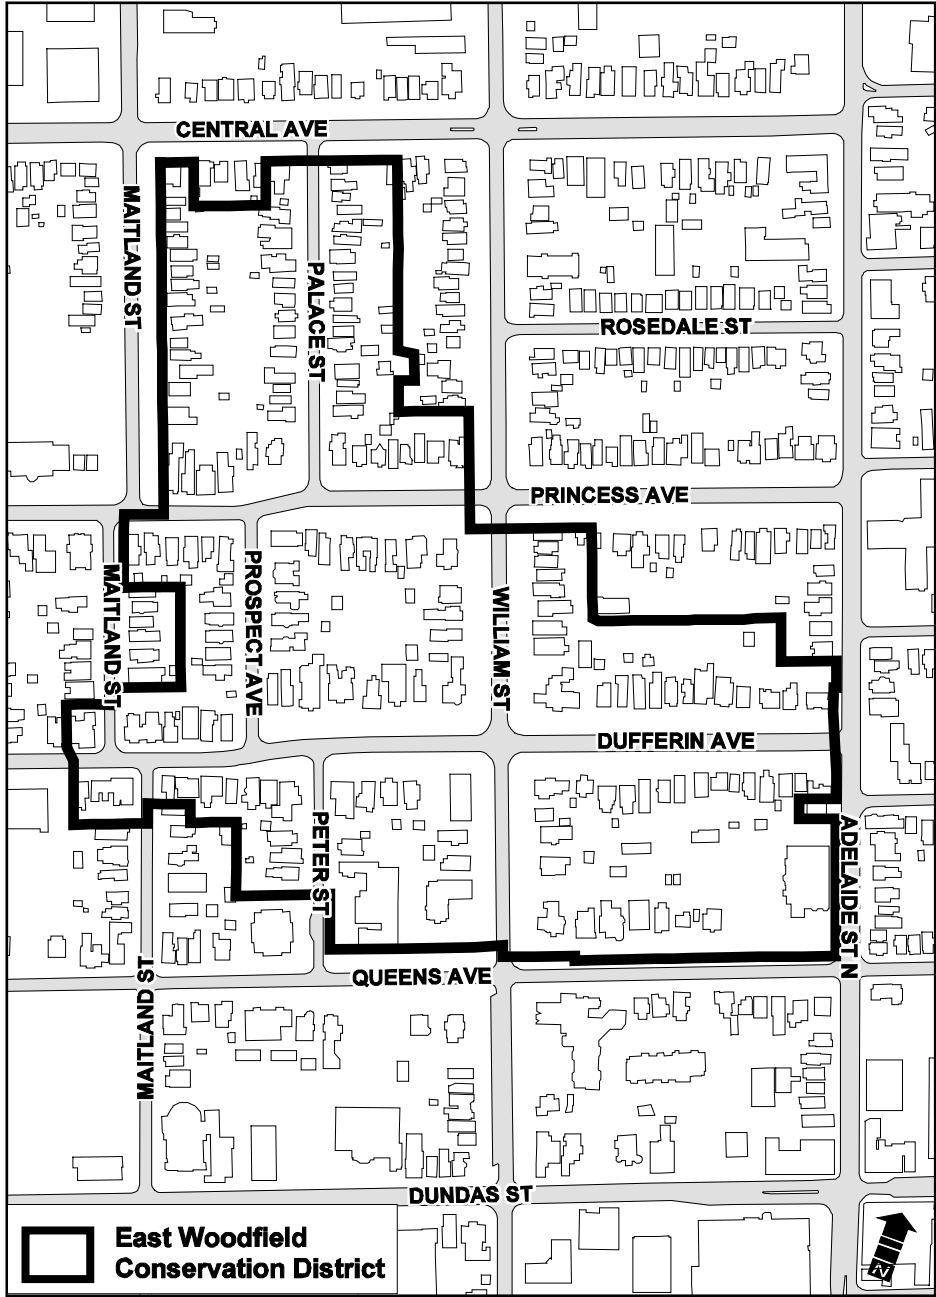 CENTRAL AVE
MAITLAND ST
PALACE ST
ROSEDALE ST
PRINCESS AVE
MAITLAND ST
PROSPECT AVE
WILLIAM ST
DUFFERIN AVE
PETER ST
ADELAIDE ST N
QUEENS AVE
MAITLAND ST
DUNDAS ST
East Woodfield
Conservation District
N